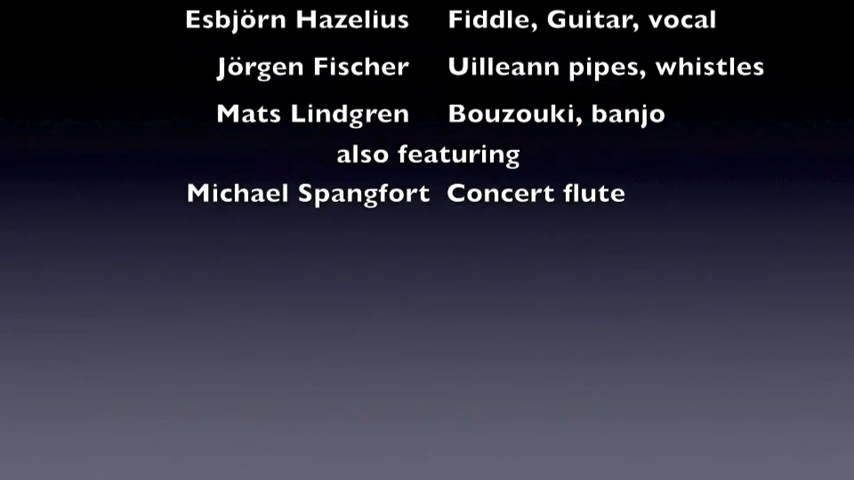 Esbjörn Hazelius Fiddle, Guitar, vocal
Jörgen Fischer Uilleann pipes, whistles
Mats Lindgren Bouzouki, banjo
also featuring
Michael Spangfort Concert flute